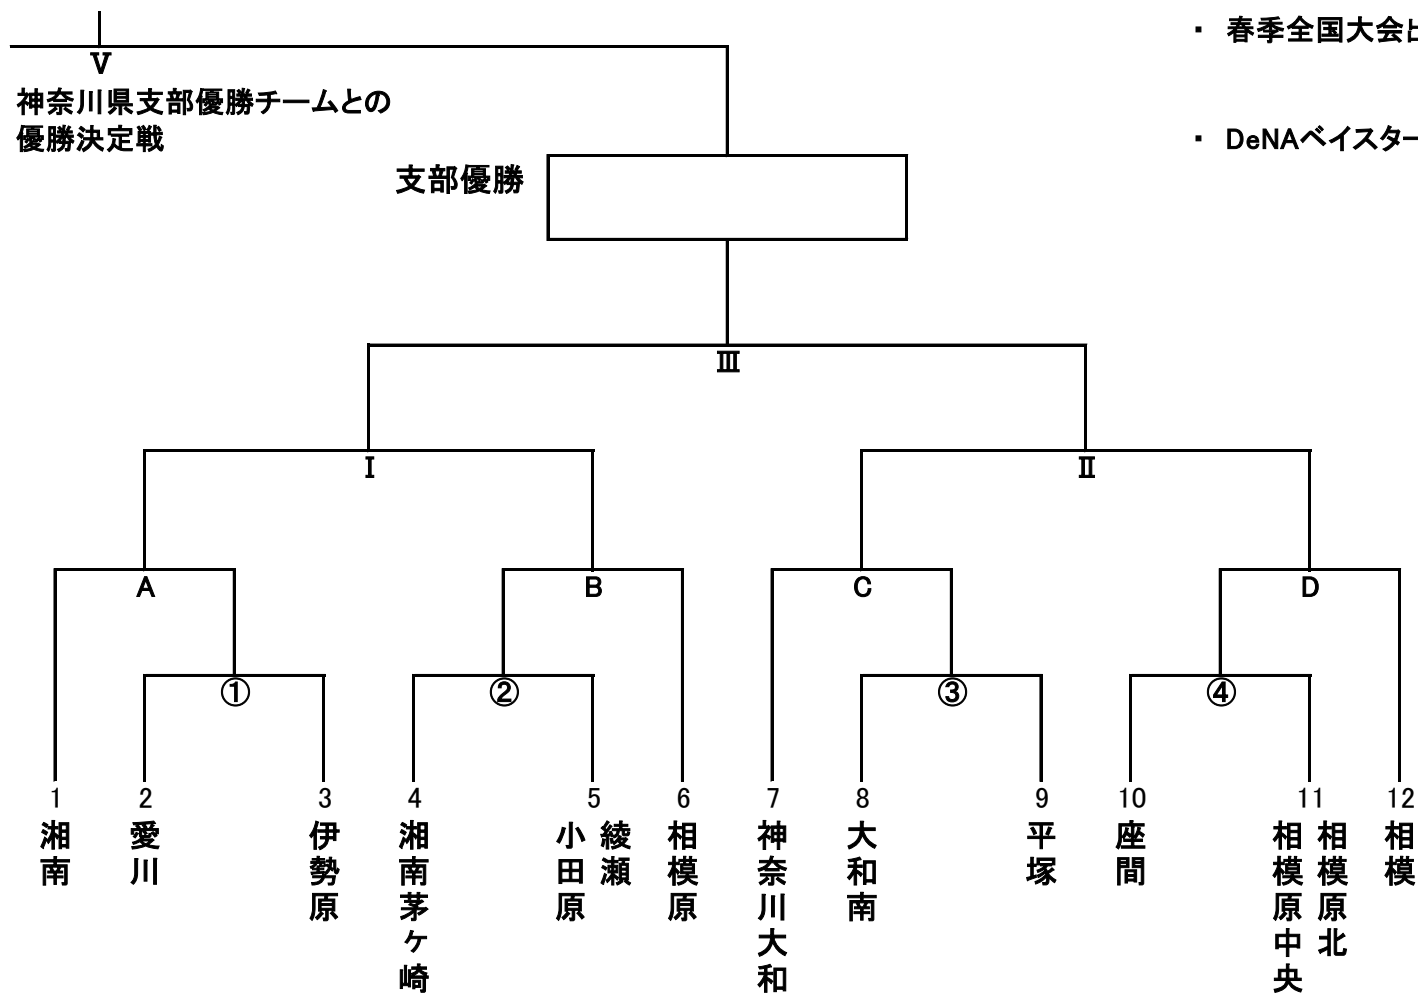 ・ 春季全国大会
Ⅴ
神奈川県支部優勝チームとの
優勝決定戦
・ DeNAベイスター
支部優勝
Ⅲ
Ⅰ
Ⅱ
A
B
C
D
①
②
③
④
1
2
3
4
5
6
7
8
9
10
11
12
湘南
愛川
伊勢原
湘南茅ヶ崎
綾瀬
小田原
相模原
神奈川大和
大和南
平塚
座間
相模原北
相模原中央
相模